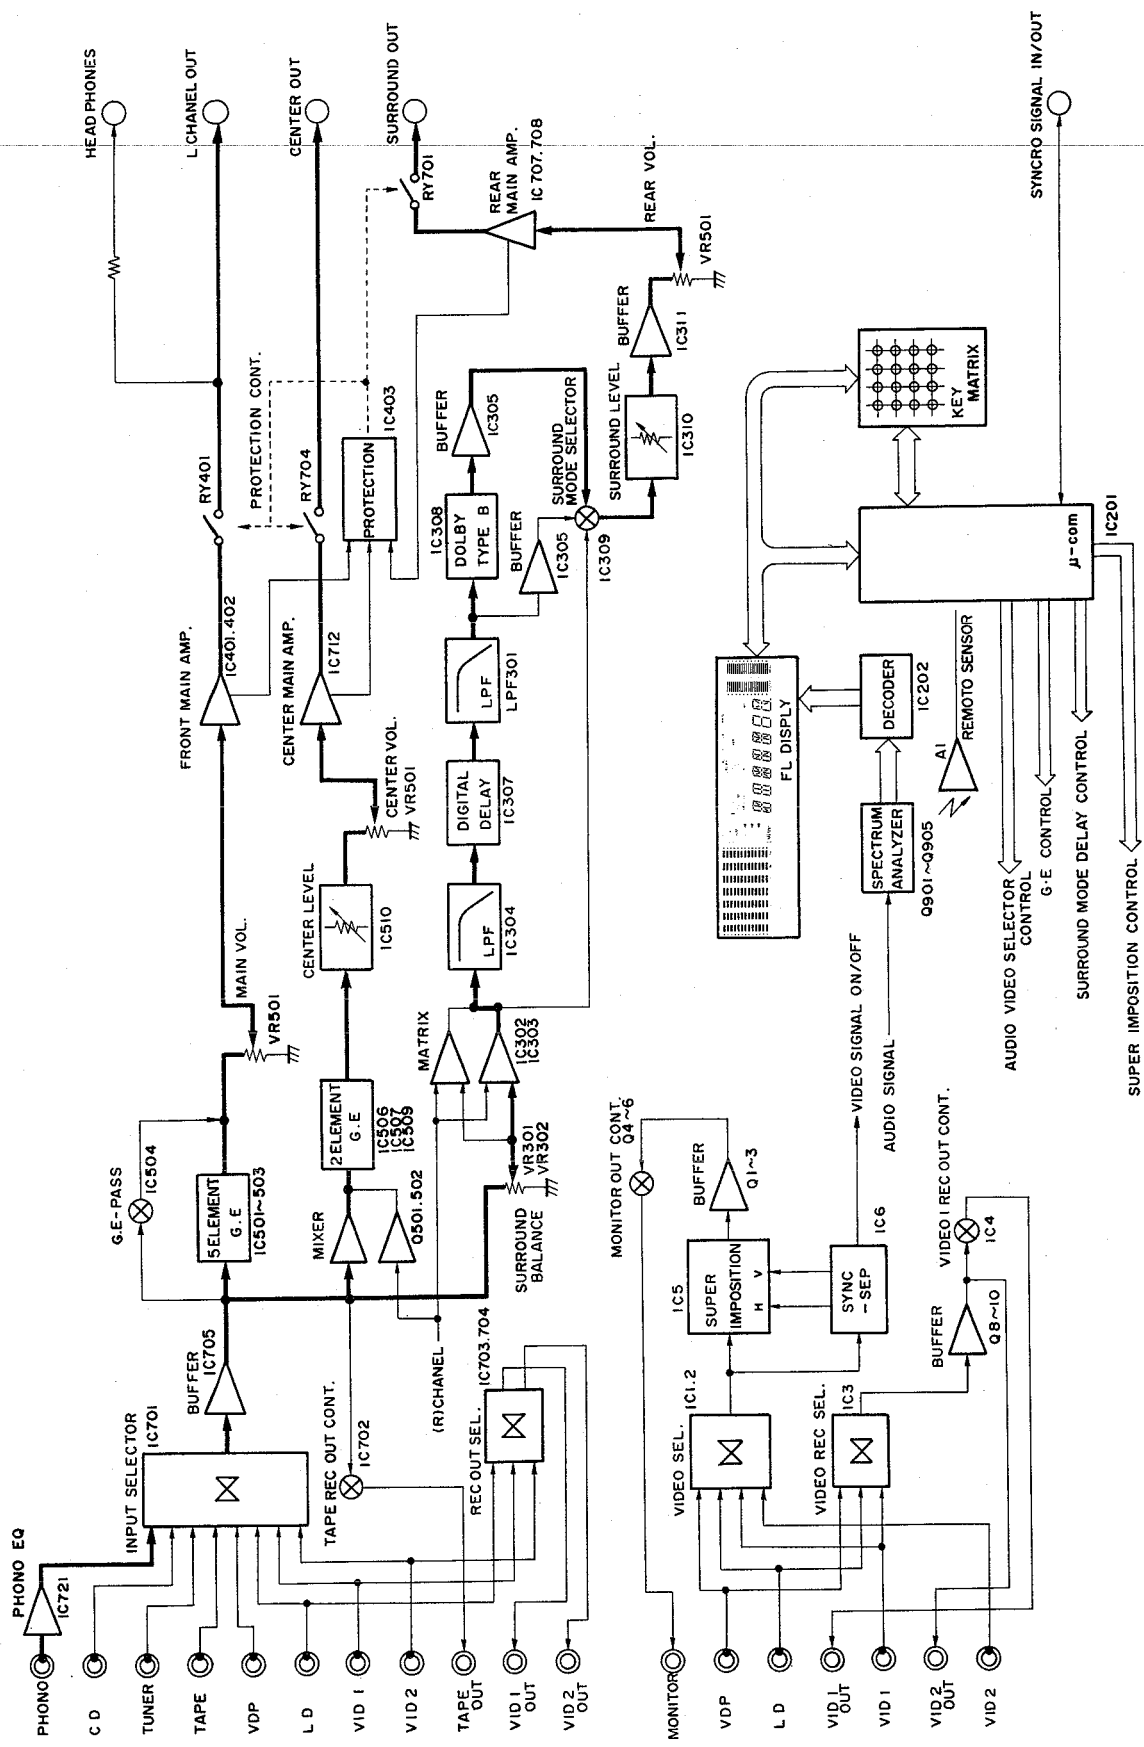 PHONO
C D
TUNER
TAPE
VDP
L D
VID 1
VID 2
TAPE
OUT
VID 1
OUT
VID 2
OUT
PHONO EQ
IC721
INPUT SELECTOR
IC701
BUFFER
IC705
G.E-PASS
IC504
5ELEMENT
G.E
IC501~503
MAIN VOL.
VR501
FRONT MAIN AMP.
IC401.402
RY401
HEAD PHONES
L.CHANEL OUT
CENTER OUT
SURROUND OUT
PROTECTION CONT.
MIXER
Q501.502
2ELEMENT
G.E
IC506
IC507
IC509
CENTER LEVEL
IC510
CENTER VOL.
VR501
CENTER MAIN AMP.
IC712
RY704
PROTECTION
IC403
RY701
REAR
MAIN AMP.
IC707.708
TAPE REC OUT CONT.
IC702
(R)CHANEL
REC OUT SEL.
IC703.704
SURROUND
BALANCE
VR301
VR302
MATRIX
IC302
IC303
LPF
IC304
DIGITAL
DELAY
IC307
LPF
LPF301
IC308
DOLBY
TYPE B
BUFFER
IC305
BUFFER
IC305
SURROUND
MODE SELECTOR
IC309
SURROUND LEVEL
IC310
BUFFER
IC311
REAR VOL.
VR501
MONITOR
VDP
L D
VID 1
OUT
VID 1
VID 2
OUT
VID 2
VIDEO SEL.
IC1.2
VIDEO REC SEL.
IC3
IC5
SUPER
IMPOSITION
H
V
SYNC
-SEP
IC6
BUFFER
Q1~3
MONITOR OUT CONT.
Q4~6
BUFFER
Q8~10
VIDEO 1 REC OUT CONT.
IC4
VIDEO SIGNAL ON/OFF
AUDIO SIGNAL
SPECTRUM
ANALYZER
Q901~Q905
DECODER
IC202
FL DISPLY
A1
REMOTO SENSOR
μ-com
IC201
KEY
MATRIX
SYNCRO SIGNAL IN/OUT
AUDIO VIDEO SELECTOR
CONTROL
G·E CONTROL
SURROUND MODE DELAY CONTROL
SUPER IMPOSITION CONTROL